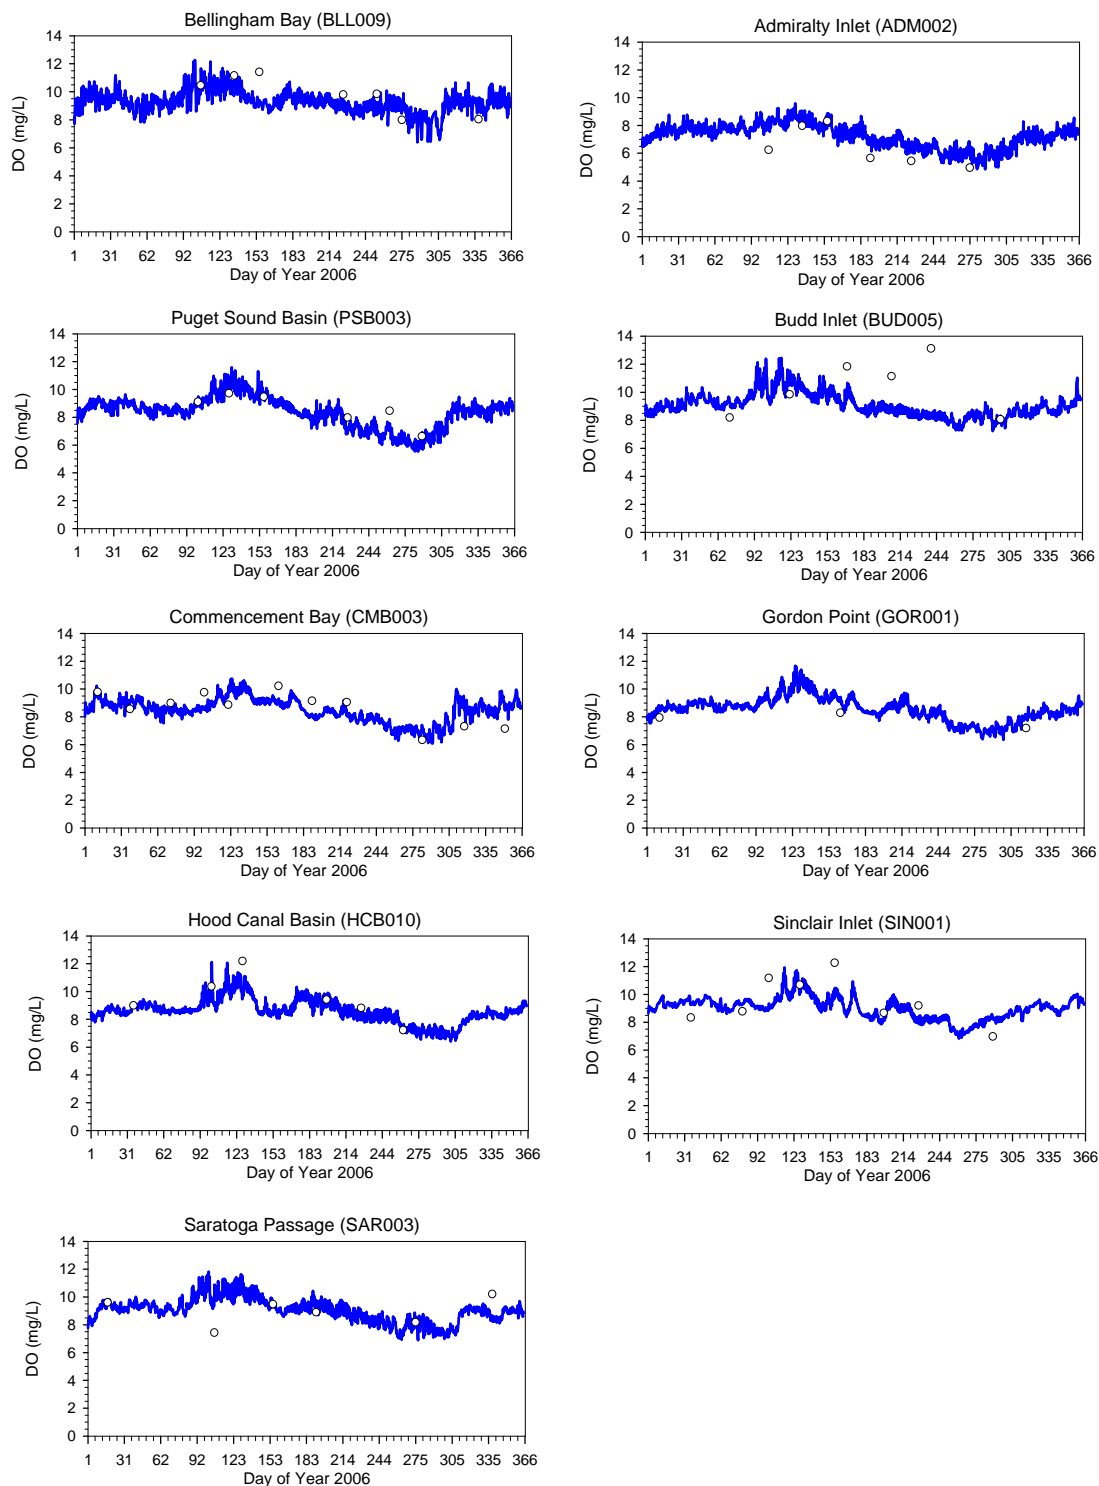 Bellingham Bay (BLL009)
14
12
10
8
6
4
2
0
DO (mg/L)
1 31 62 92 123 153 183 214 244 275 305 335 366
Day of Year 2006
Admiralty Inlet (ADM002)
14
12
10
8
6
4
2
0
DO (mg/L)
1 31 62 92 123 153 183 214 244 275 305 335 366
Day of Year 2006
Puget Sound Basin (PSB003)
14
12
10
8
6
4
2
0
DO (mg/L)
1 31 62 92 123 153 183 214 244 275 305 335 366
Day of Year 2006
Budd Inlet (BUD005)
14
12
10
8
6
4
2
0
DO (mg/L)
1 31 62 92 123 153 183 214 244 275 305 335 366
Day of Year 2006
Commencement Bay (CMB003)
14
12
10
8
6
4
2
0
DO (mg/L)
1 31 62 92 123 153 183 214 244 275 305 335 366
Day of Year 2006
Gordon Point (GOR001)
14
12
10
8
6
4
2
0
DO (mg/L)
1 31 62 92 123 153 183 214 244 275 305 335 366
Day of Year 2006
Hood Canal Basin (HCB010)
14
12
10
8
6
4
2
0
DO (mg/L)
1 31 62 92 123 153 183 214 244 275 305 335 366
Day of Year 2006
Sinclair Inlet (SIN001)
14
12
10
8
6
4
2
0
DO (mg/L)
1 31 62 92 123 153 183 214 244 275 305 335 366
Day of Year 2006
Saratoga Passage (SAR003)
14
12
10
8
6
4
2
0
DO (mg/L)
1 31 62 92 123 153 183 214 244 275 305 335 366
Day of Year 2006